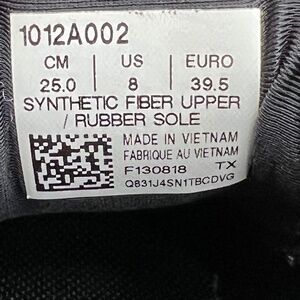 1012A002
CM US EURO
25.0 8 39.5
SYNTHETIC FIBER UPPER
/ RUBBER SOLE
MADE IN VIETNAM
FABRIQUE AU VIETNAM
F130818 TX
Q831J4SN1TBCDVG